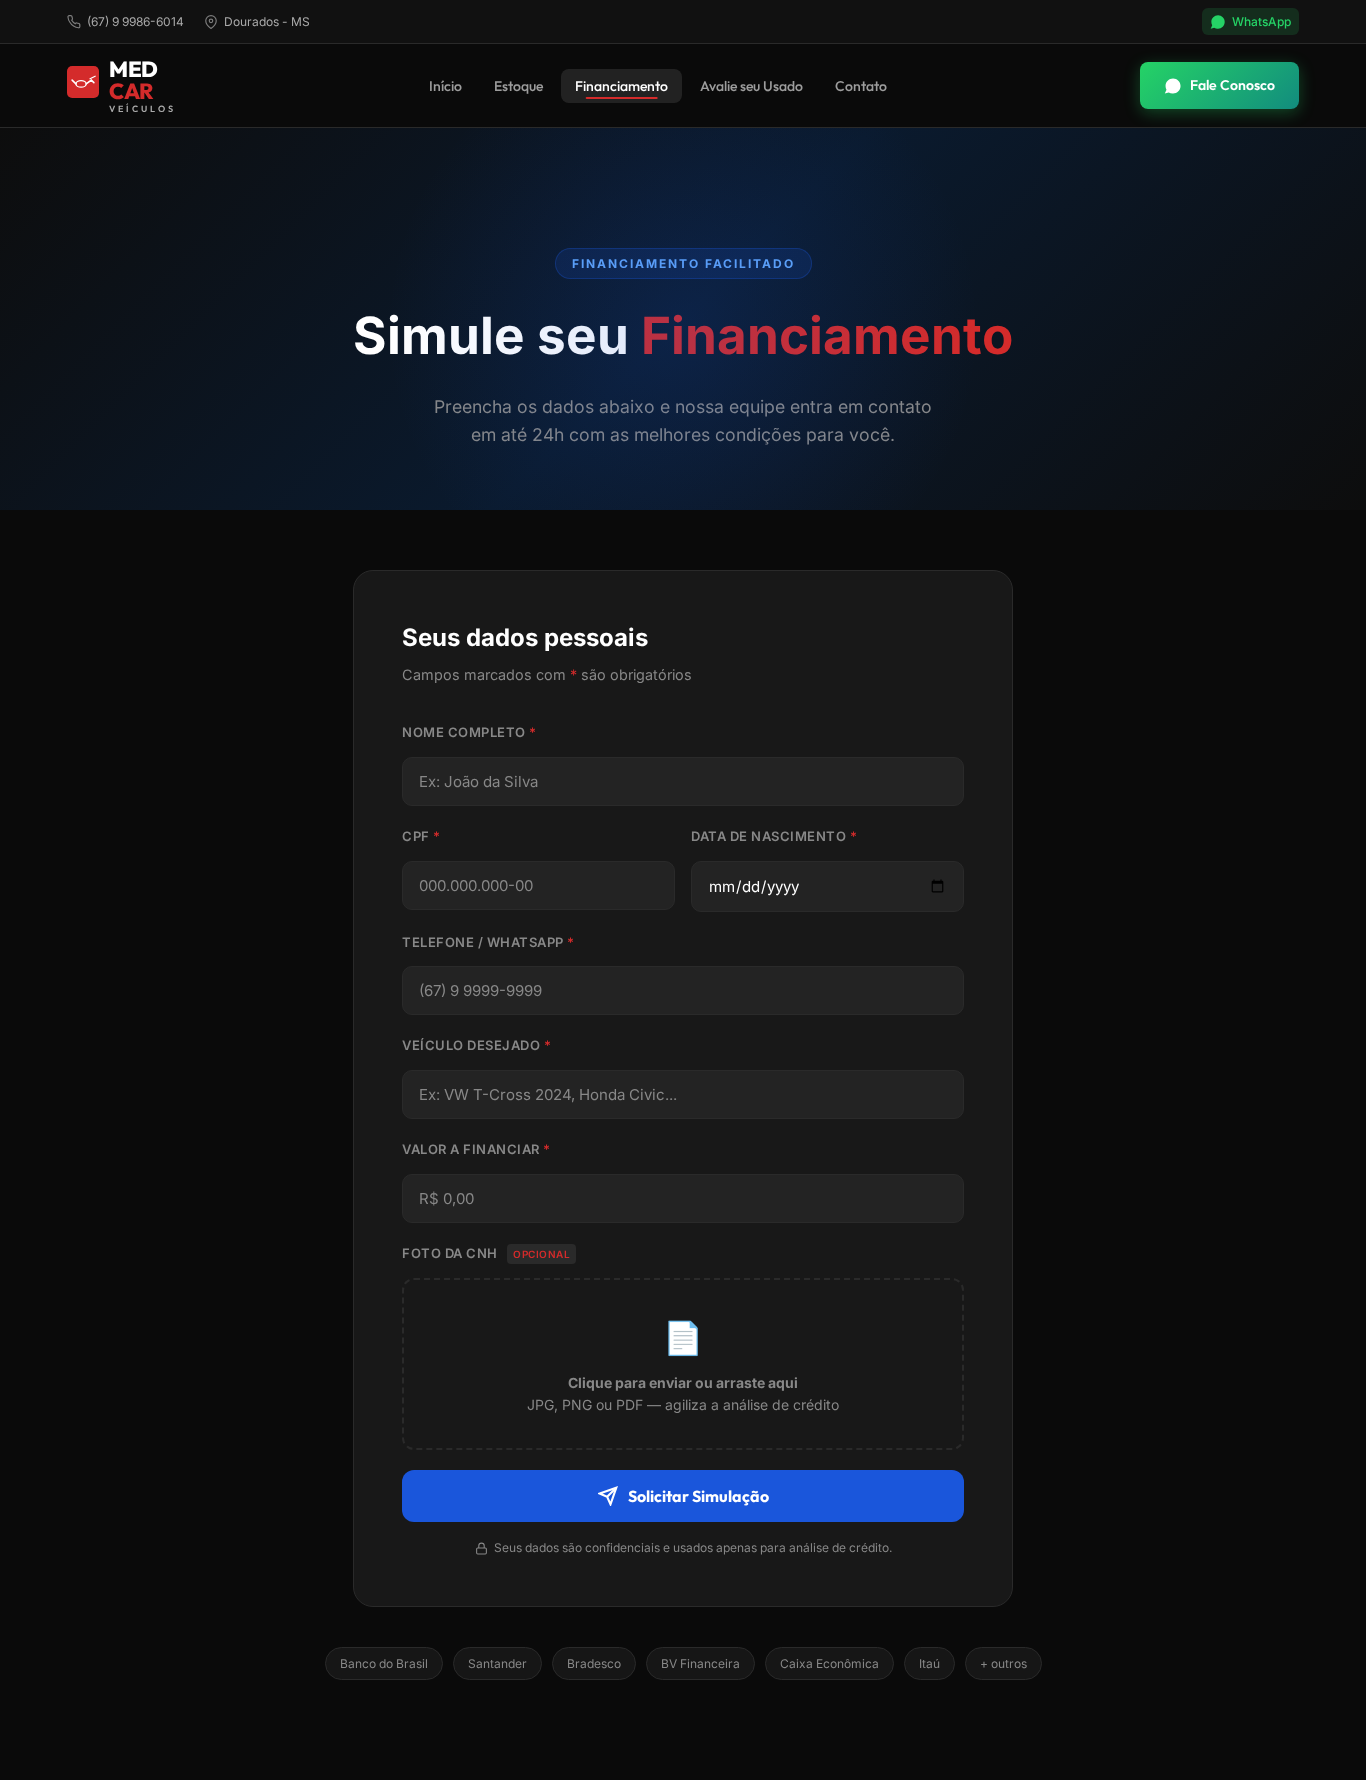 (67) 9 9986-6014
Dourados - MS
WhatsApp
MED
CAR
VEÍCULOS
Início
Estoque
Financiamento
Avalie seu Usado
Contato
Fale Conosco
FINANCIAMENTO FACILITADO
Simule seu Financiamento
Preencha os dados abaixo e nossa equipe entra em contato
em até 24h com as melhores condições para você.
Seus dados pessoais
Campos marcados com * são obrigatórios
NOME COMPLETO *
Ex: João da Silva
CPF *
DATA DE NASCIMENTO *
000.000.000-00
mm/dd/yyyy
TELEFONE / WHATSAPP *
(67) 9 9999-9999
VEÍCULO DESEJADO *
Ex: VW T-Cross 2024, Honda Civic...
VALOR A FINANCIAR *
R$ 0,00
FOTO DA CNH OPCIONAL
Clique para enviar ou arraste aqui
JPG, PNG ou PDF — agiliza a análise de crédito
Solicitar Simulação
Seus dados são confidenciais e usados apenas para análise de crédito.
Banco do Brasil
Santander
Bradesco
BV Financeira
Caixa Econômica
Itaú
+ outros